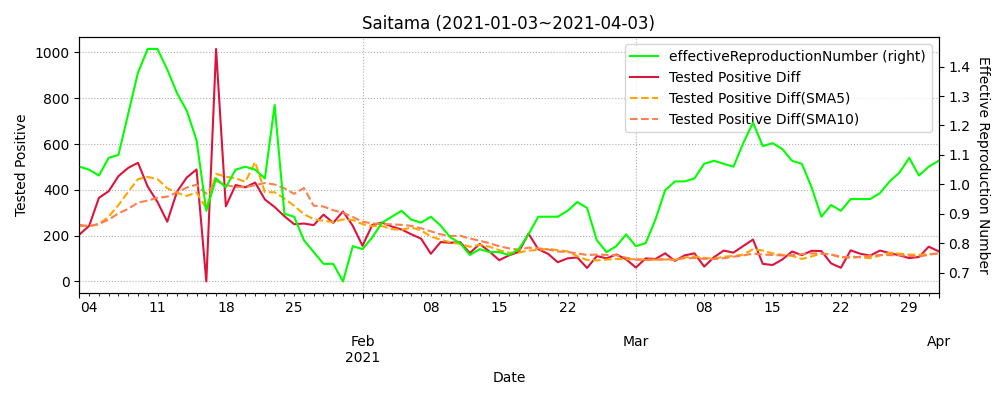 Saitama (2021-01-03~2021-04-03)
effectiveReproductionNumber (right)
Tested Positive Diff
Tested Positive Diff(SMA5)
Tested Positive Diff(SMA10)
Tested Positive
1000
800
600
400
200
0
Effective Reproduction Number
1.4
1.3
1.2
1.1
1.0
0.9
0.8
0.7
04 11 18 25 08 15 22 08 15 22 29
Feb Mar Apr
2021
Date